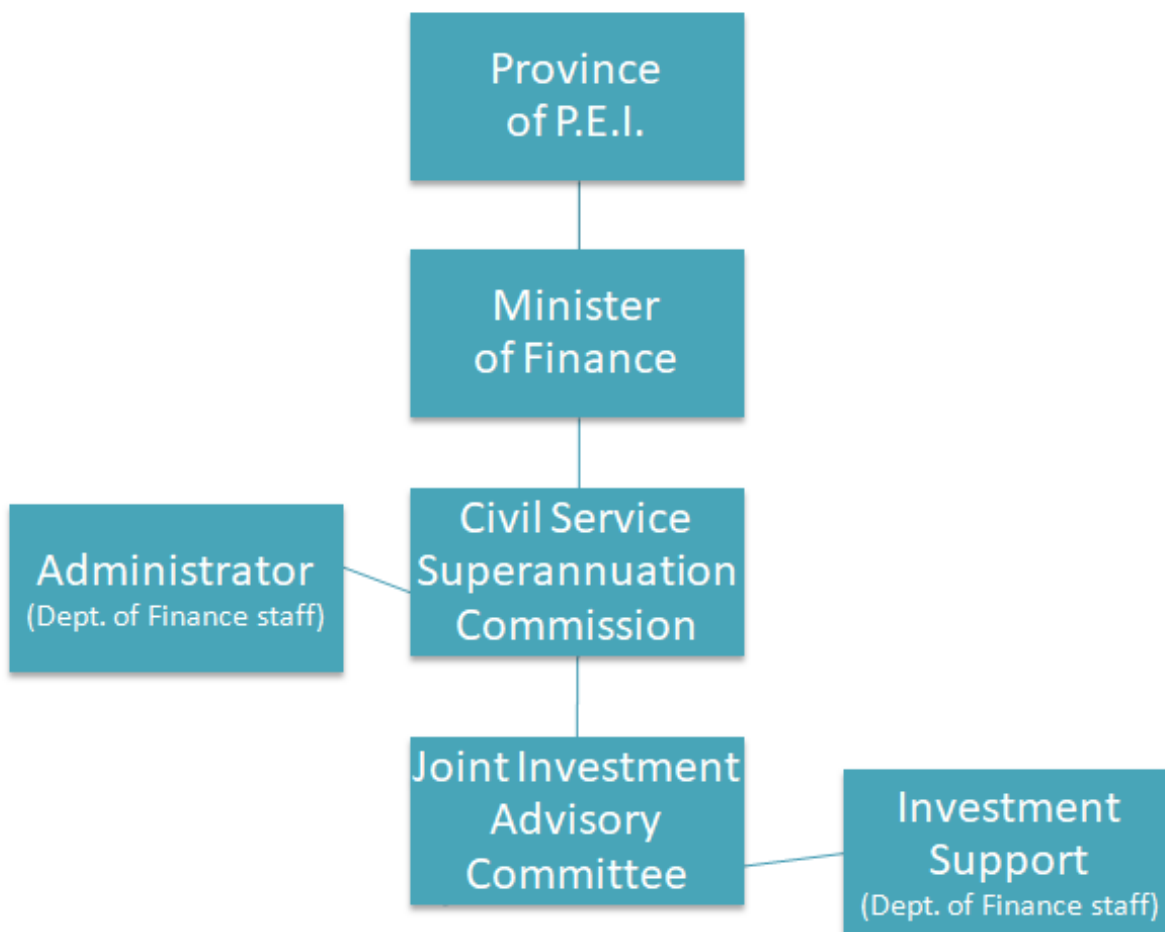 Province
of P.E.I.
Minister
of Finance
Civil Service
Superannuation
Commission
Administrator
(Dept. of Finance staff)
Joint Investment
Advisory
Committee
Investment
Support
(Dept. of Finance staff)